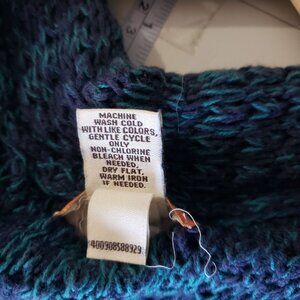 MACHINE
WASH COLD
WITH LIKE COLORS,
GENTLE CYCLE
ONLY
NON-CHLORINE
BLEACH WHEN
NEEDED,
DRY FLAT,
WARM IRON
IF NEEDED.
400908588929